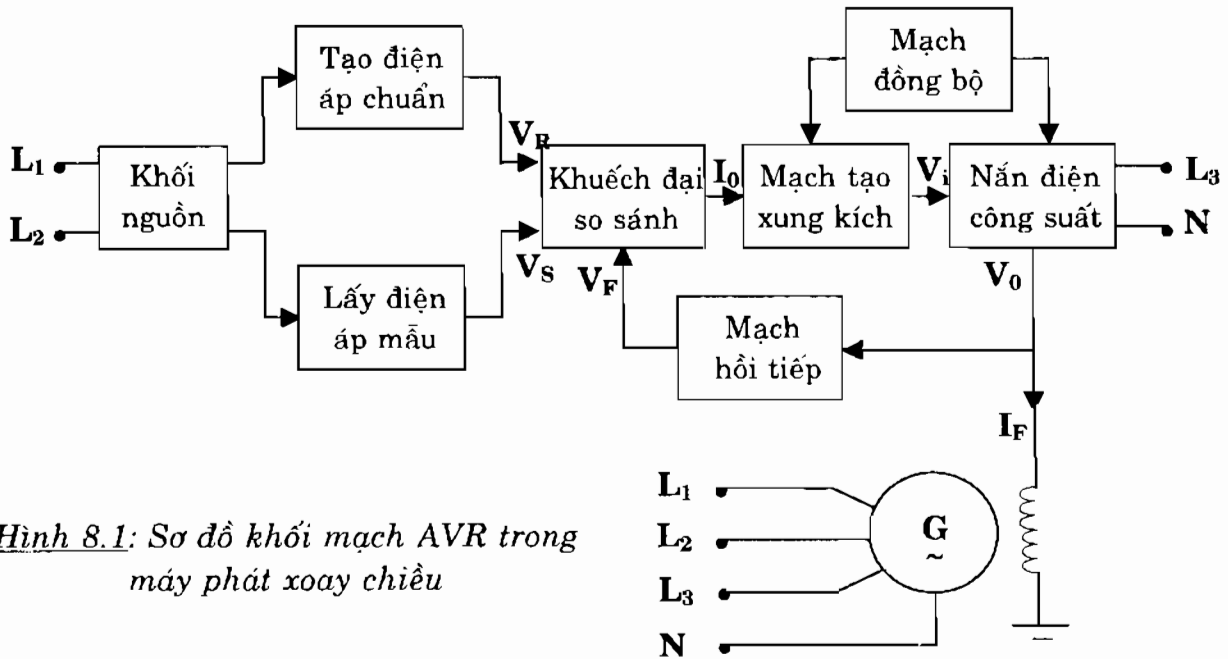 Mạch
đồng bộ
Tạo điện
áp chuẩn
L₁
L₂
Khối
nguồn
V_R
V_S
Khuếch đại
so sánh
I₀
Mạch tạo
xung kích
V_i
Nắn điện
công suất
L₃
N
V_F
V₀
Lấy điện
áp mẫu
Mạch
hồi tiếp
I_F
L₁
L₂
L₃
N
G
~
Hình 8.1: Sơ đồ khối mạch AVR trong
máy phát xoay chiều